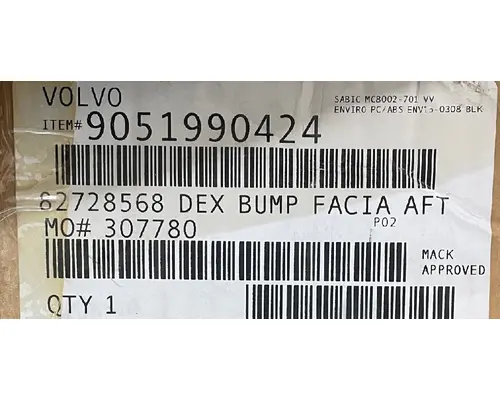 VOLVO
SABIC MC8002-701 VV
ENVIRO PC/ABS ENV15-0308 BLK
ITEM# 9051990424
82728568 DEX BUMP FACIA AFT
MO# 307780
P02
MACK
APPROVED
QTY 1